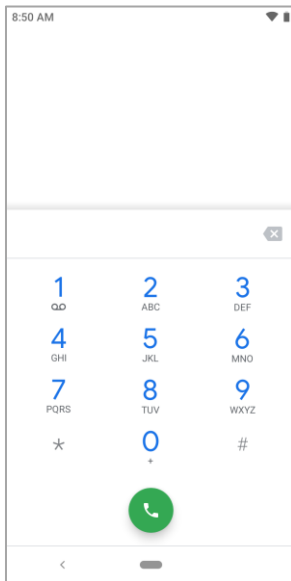 8:50 AM
1 2 3
ABC DEF
4 5 6
GHI JKL MNO
7 8 9
PQRS TUV WXYZ
* 0 #
+